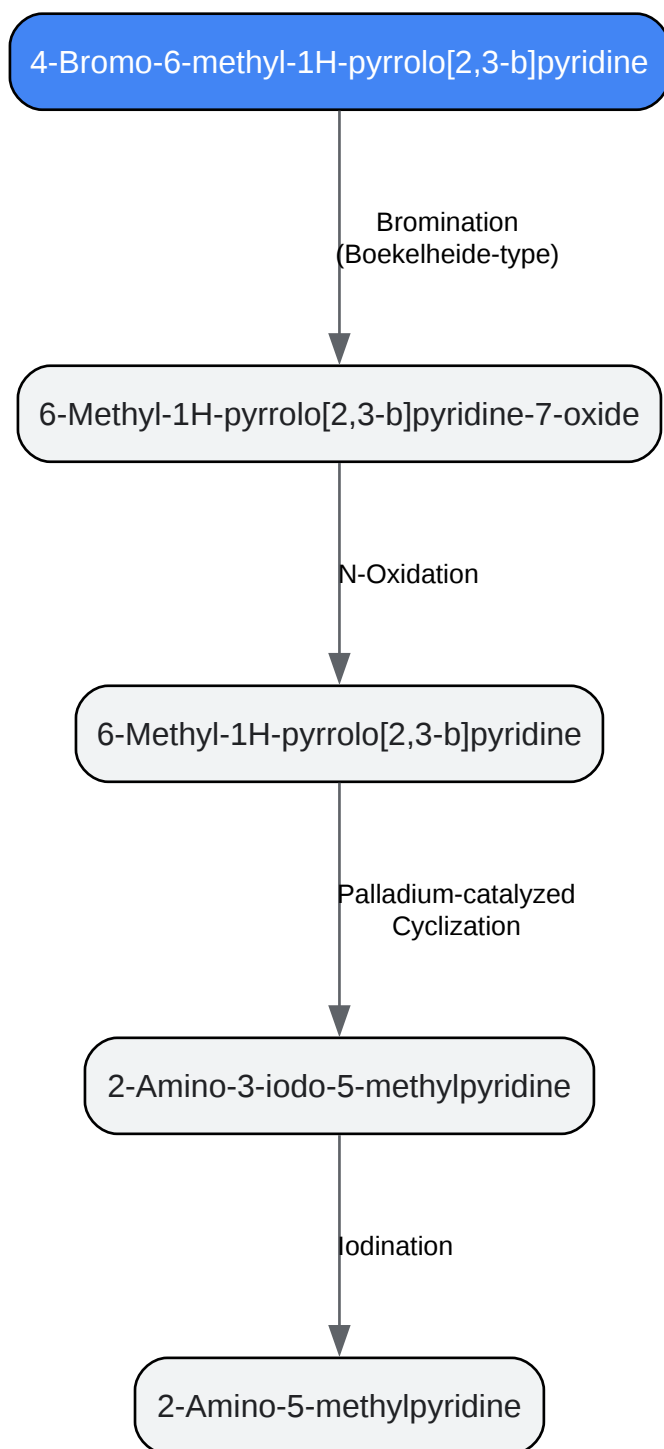 4-Bromo-6-methyl-1H-pyrrolo[2,3-b]pyridine
Bromination
(Boekelheide-type)
6-Methyl-1H-pyrrolo[2,3-b]pyridine-7-oxide
N-Oxidation
6-Methyl-1H-pyrrolo[2,3-b]pyridine
Palladium-catalyzed
Cyclization
2-Amino-3-iodo-5-methylpyridine
Iodination
2-Amino-5-methylpyridine